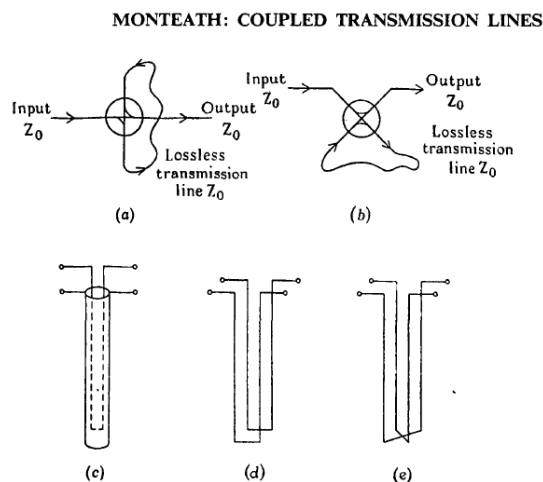 MONTEATH: COUPLED TRANSMISSION LINES
Input
Z₀
Output
Z₀
Lossless
transmission
line Z₀
(a)
Input
Z₀
Output
Z₀
Lossless
transmission
line Z₀
(b)
(c)
(d)
(e)